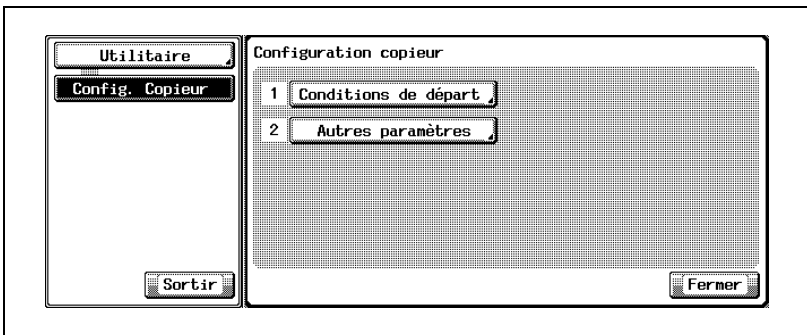 Utilitaire
Config. Copieur
Sortir
Configuration copieur
1 Conditions de départ
2 Autres paramètres
Fermer